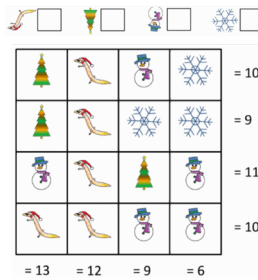 = 10
= 9
= 11
= 10
= 13 = 12 = 9 = 6